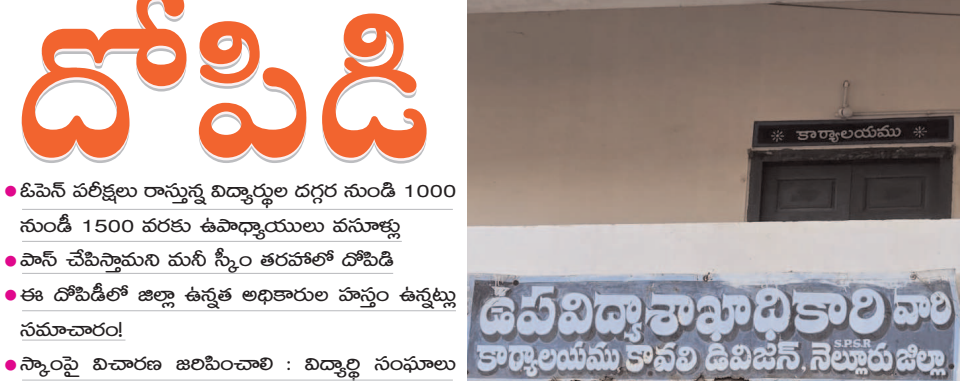 దోపిడి
● ఓపెన్ పరీక్షలు రాస్తున్న విద్యార్థుల దగ్గర నుండి 1000
నుండీ 1500 వరకు ఉపాధ్యాయులు వసూళ్లు
● పాస్ చేపిస్తామని మనీ స్కీం తరహాలో దోపిడి
● ఈ దోపిడీలో జిల్లా ఉన్నత అధికారుల హస్తం ఉన్నట్లు
సమాచారం!
● స్కాంపై విచారణ జరిపించాలి : విద్యార్థి సంఘాలు
కార్యాలయము
ఉపవిద్యాశాఖాధికారి వారి
S.P.S.R
కార్యాలయము, కావలి డివిజన్, నెల్లూరు జిల్లా.